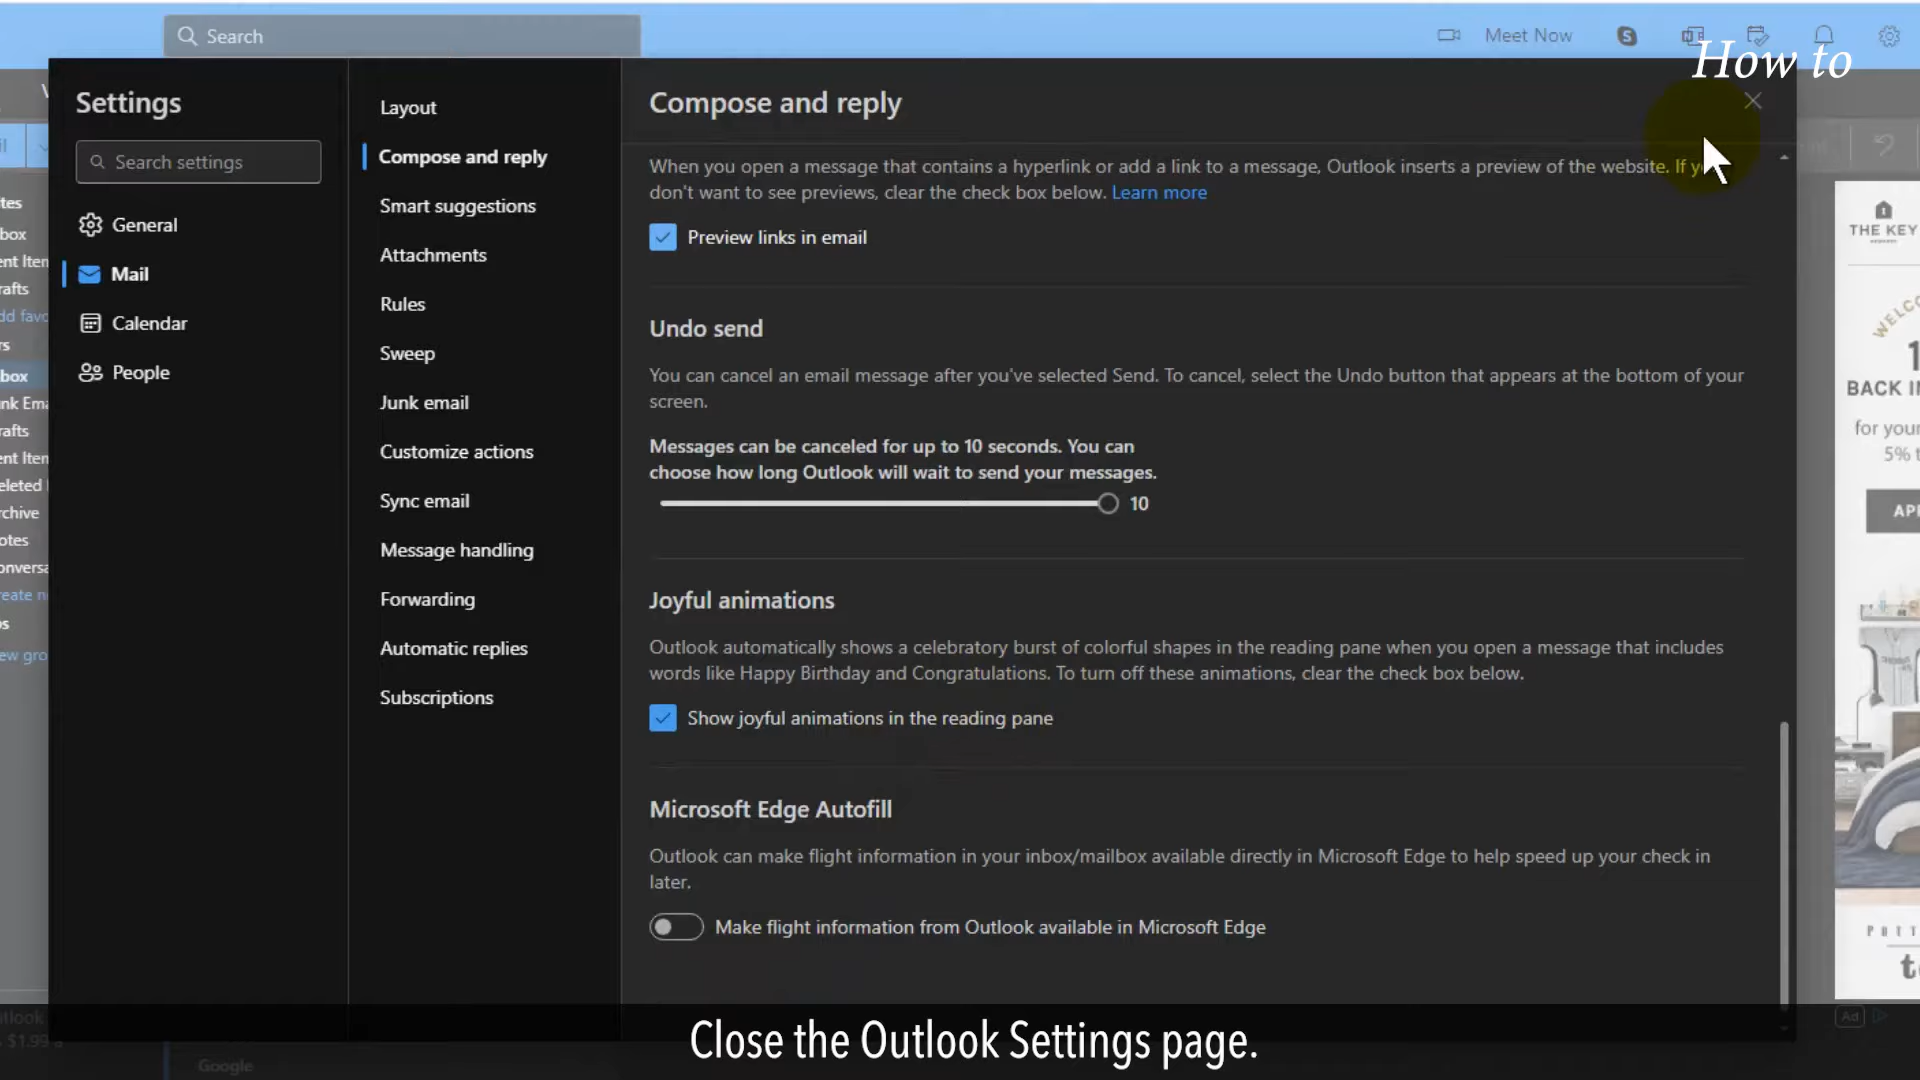 Search
Meet Now
How to
Settings
Search settings
General
Mail
Calendar
People
Layout
Compose and reply
Smart suggestions
Attachments
Rules
Sweep
Junk email
Customize actions
Sync email
Message handling
Forwarding
Automatic replies
Subscriptions
Compose and reply
When you open a message that contains a hyperlink or add a link to a message, Outlook inserts a preview of the website. If
don't want to see previews, clear the check box below. Learn more
Preview links in email
Undo send
You can cancel an email message after you've selected Send. To cancel, select the Undo button that appears at the bottom of your
screen.
Messages can be canceled for up to 10 seconds. You can
choose how long Outlook will wait to send your messages.
10
Joyful animations
Outlook automatically shows a celebratory burst of colorful shapes in the reading pane when you open a message that includes
words like Happy Birthday and Congratulations. To turn off these animations, clear the check box below.
Show joyful animations in the reading pane
Microsoft Edge Autofill
Outlook can make flight information in your inbox/mailbox available directly in Microsoft Edge to help speed up your check in
later.
Make flight information from Outlook available in Microsoft Edge
THE KEY
BACK
for your
5%
Ad
$1.99
Google
Close the Outlook Settings page.